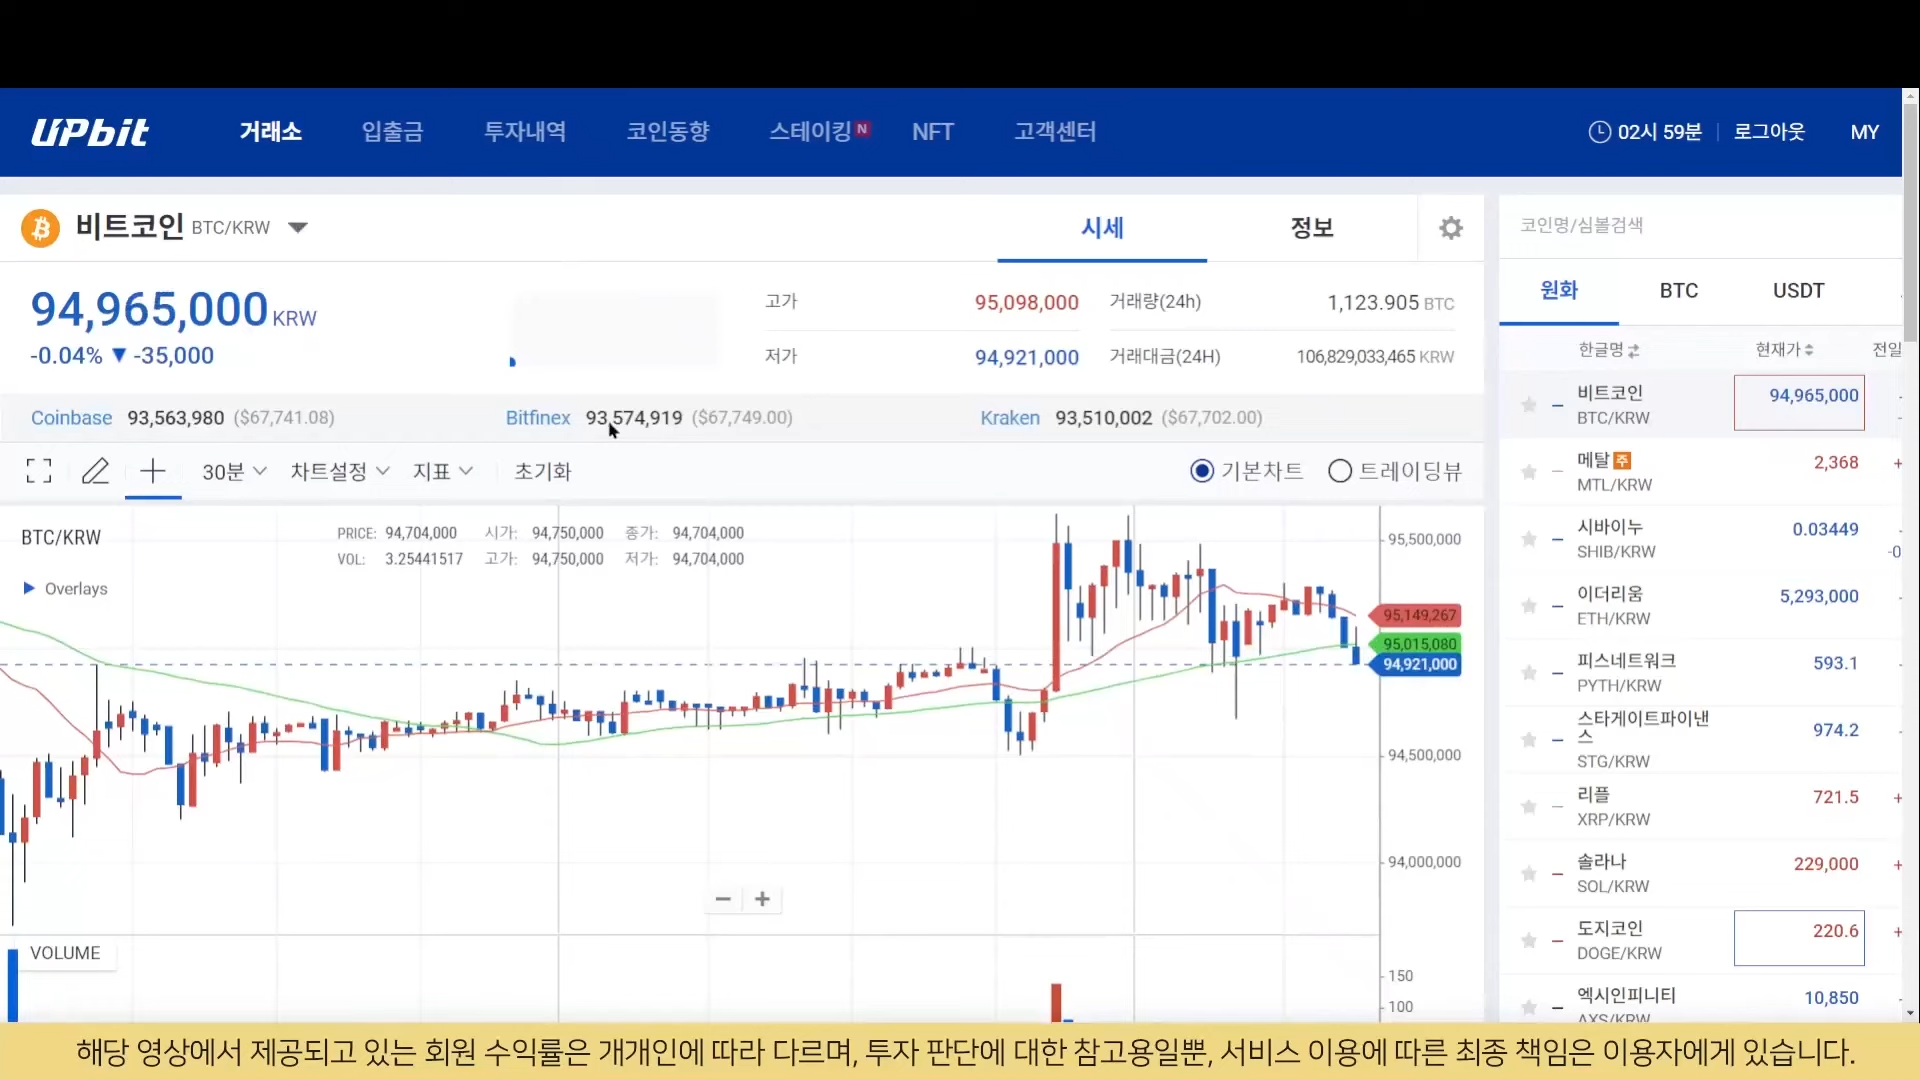 UPbit 거래소 입출금 투자내역 코인동향 스테이킹 N NFT 고객센터 02시 59분 로그아웃 MY
비트코인 BTC/KRW 시세 정보
94,965,000 KRW
-0.04% ▼ -35,000
고가 95,098,000 거래량(24h) 1,123.905 BTC
저가 94,921,000 거래대금(24H) 106,829,033,465 KRW
Coinbase 93,563,980 ($67,741.08) Bitfinex 93,574,919 ($67,749.00) Kraken 93,510,002 ($67,702.00)
30분 차트설정 지표 초기화 기본차트 트레이딩뷰
BTC/KRW
PRICE: 94,704,000 시가: 94,750,000 종가: 94,704,000
VOL: 3.25441517 고가: 94,750,000 저가: 94,704,000
Overlays
95,500,000
95,149,267
95,015,080
94,921,000
94,500,000
94,000,000
VOLUME
150
100
코인명/심볼검색
원화 BTC USDT
한글명 현재가 전일
비트코인 94,965,000
BTC/KRW
메탈 주 2,368 +
MTL/KRW
시바이누 0.03449 -
SHIB/KRW -0
이더리움 5,293,000 -
ETH/KRW
피스네트워크 593.1 -
PYTH/KRW
스타게이트파이낸
스 974.2 -
STG/KRW
리플 721.5 +
XRP/KRW
솔라나 229,000 +
SOL/KRW
도지코인 220.6 +
DOGE/KRW
엑시인피니티 10,850 -
AXS/KRW
해당 영상에서 제공되고 있는 회원 수익률은 개개인에 따라 다르며, 투자 판단에 대한 참고용일뿐, 서비스 이용에 따른 최종 책임은 이용자에게 있습니다.